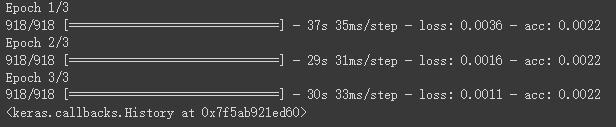 Epoch 1/3
918/918 [==============================] - 37s 35ms/step - loss: 0.0036 - acc: 0.0022
Epoch 2/3
918/918 [==============================] - 29s 31ms/step - loss: 0.0016 - acc: 0.0022
Epoch 3/3
918/918 [==============================] - 30s 33ms/step - loss: 0.0011 - acc: 0.0022
<keras.callbacks.History at 0x7f5ab921ed60>